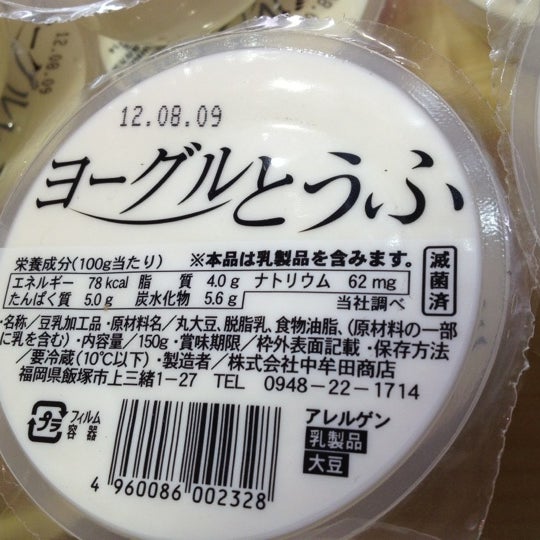 12.08.09
ヨーグルとうふ
栄養成分(100g当たり) ※本品は乳製品を含みます。
エネルギー 78 kcal 脂 質 4.0 g ナトリウム 62 mg
たんぱく質 5.0 g 炭水化物 5.6 g 当社調べ
滅菌済
・名称/豆乳加工品・原材料名/丸大豆、脱脂乳、食物油脂、(原材料の一部
に乳を含む)・内容量/150g・賞味期限/枠外表面記載・保存方法
/要冷蔵(10℃以下)・製造者/株式会社中牟田商店
福岡県飯塚市上三緒1-27 TEL 0948-22-1714
プラ
フィルム
容器
アレルゲン
乳製品
大豆
4 960086 002328
12.08.09